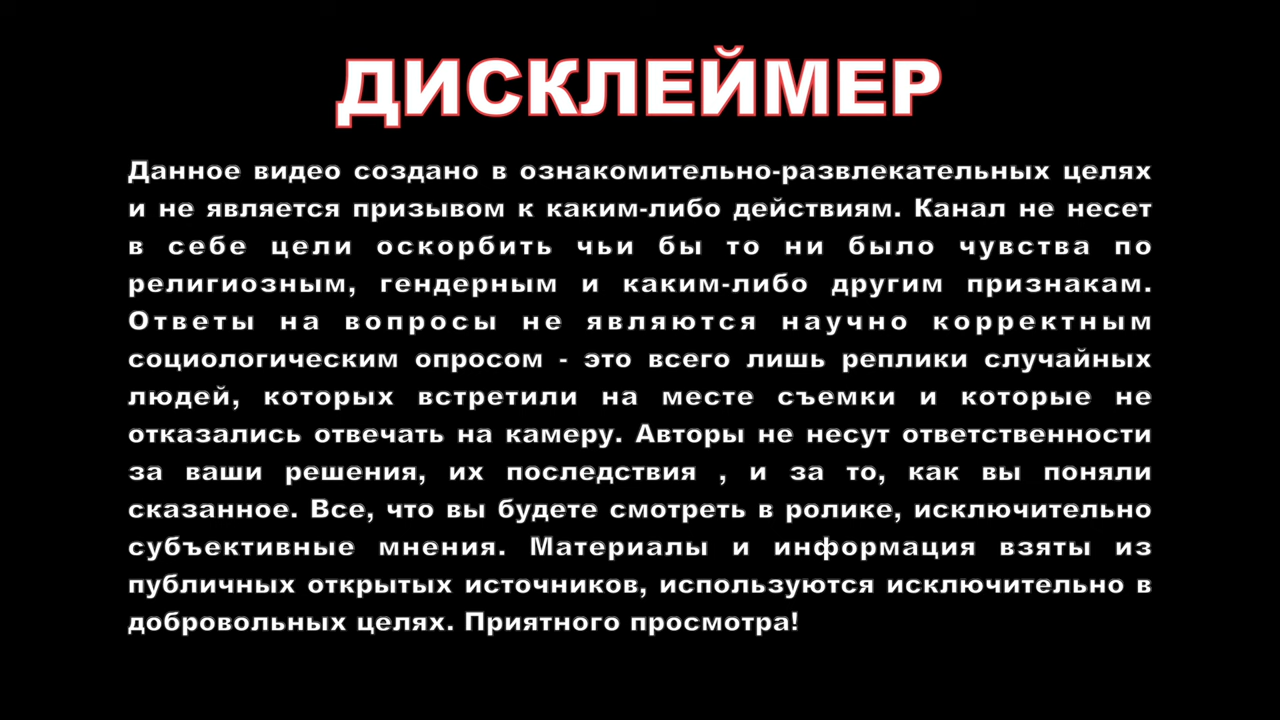 ДИСКЛЕЙМЕР
Данное видео создано в ознакомительно-развлекательных целях
и не является призывом к каким-либо действиям. Канал не несет
в себе цели оскорбить чьи бы то ни было чувства по
религиозным, гендерным и каким-либо другим признакам.
Ответы на вопросы не являются научно корректным
социологическим опросом - это всего лишь реплики случайных
людей, которых встретили на месте съемки и которые не
отказались отвечать на камеру. Авторы не несут ответственности
за ваши решения, их последствия , и за то, как вы поняли
сказанное. Все, что вы будете смотреть в ролике, исключительно
субъективные мнения. Материалы и информация взяты из
публичных открытых источников, используются исключительно в
добровольных целях. Приятного просмотра!